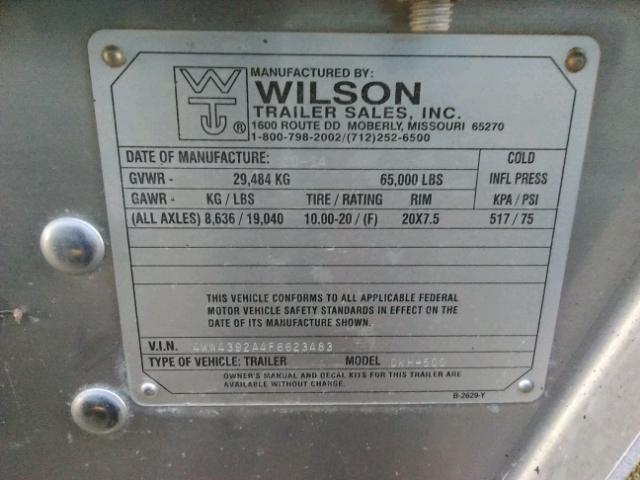 MANUFACTURED BY:
WILSON
TRAILER SALES, INC.
1600 ROUTE DD MOBERLY, MISSOURI 65270
1-800-798-2002/(712)252-6500
WT®
DATE OF MANUFACTURE: COLD
GVWR - 29,484 KG 65,000 LBS INFL PRESS
GAWR - KG / LBS TIRE / RATING RIM KPA / PSI
(ALL AXLES) 8,636 / 19,040 10.00-20 / (F) 20X7.5 517 / 75
THIS VEHICLE CONFORMS TO ALL APPLICABLE FEDERAL
MOTOR VEHICLE SAFETY STANDARDS IN EFFECT ON THE
DATE OF ITS MANUFACTURE SHOWN.
V.I.N.
TYPE OF VEHICLE: TRAILER MODEL
OWNER'S MANUAL AND DECAL KITS FOR THIS TRAILER ARE
AVAILABLE WITHOUT CHARGE.
B-2629-Y